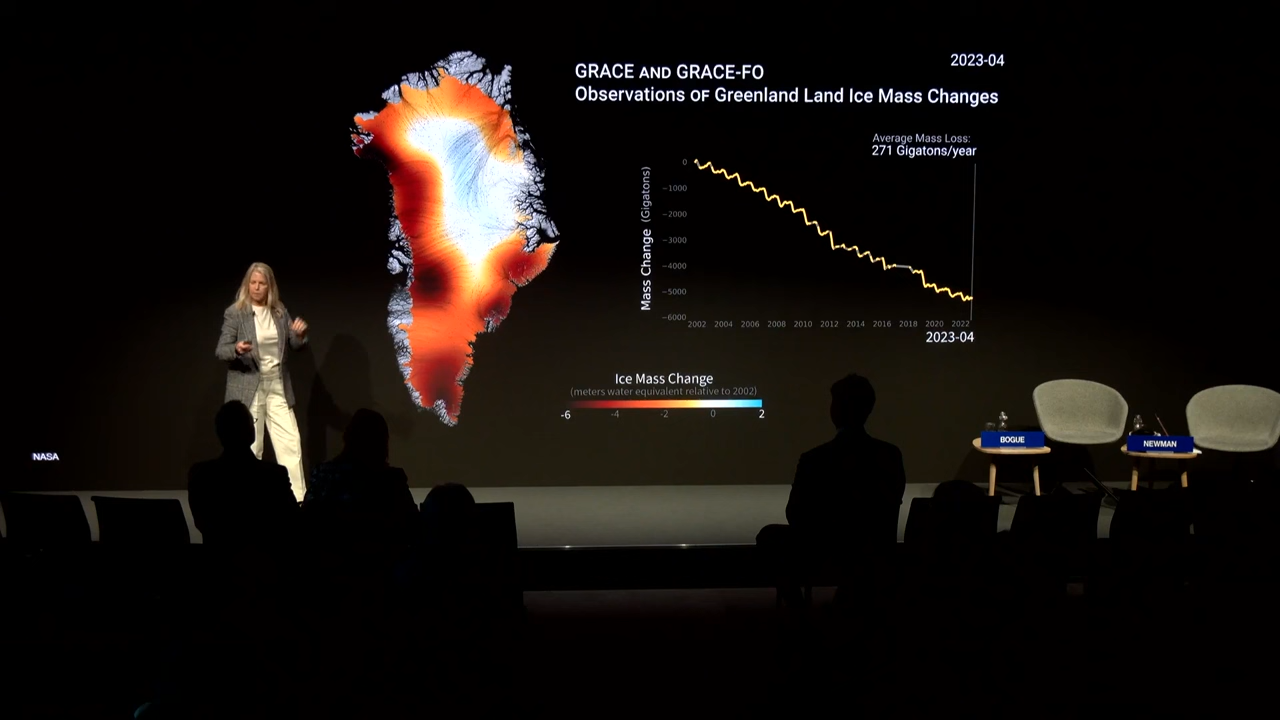 2023-04
GRACE AND GRACE-FO
Observations OF Greenland Land Ice Mass Changes
Average Mass Loss:
271 Gigatons/year
Mass Change (Gigatons)
0
−1000
−2000
−3000
−4000
−5000
−6000
2002 2004 2006 2008 2010 2012 2014 2016 2018 2020 2022
2023-04
Ice Mass Change
(meters water equivalent relative to 2002)
-6 -4 -2 0 2
BOGUE
NEWMAN
NASA